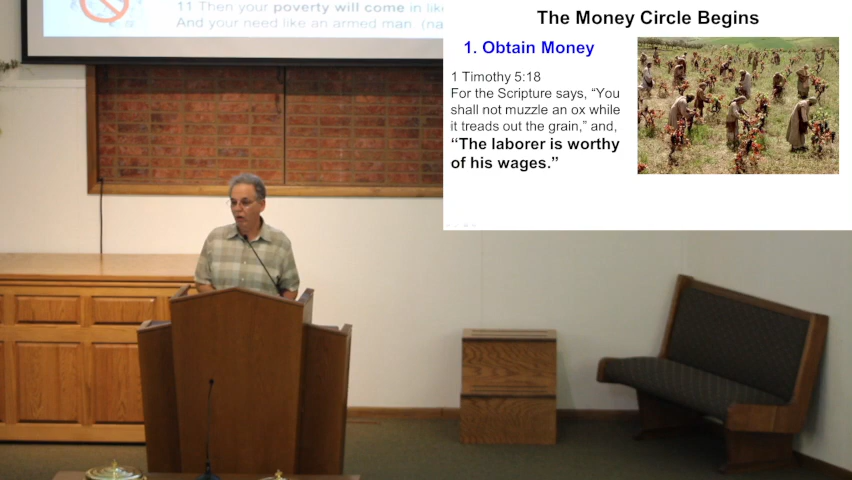 11 Then your poverty will come in
And your need like an armed man (na
The Money Circle Begins
1. Obtain Money
1 Timothy 5:18
For the Scripture says, “You
shall not muzzle an ox while
it treads out the grain,” and,
“The laborer is worthy
of his wages.”